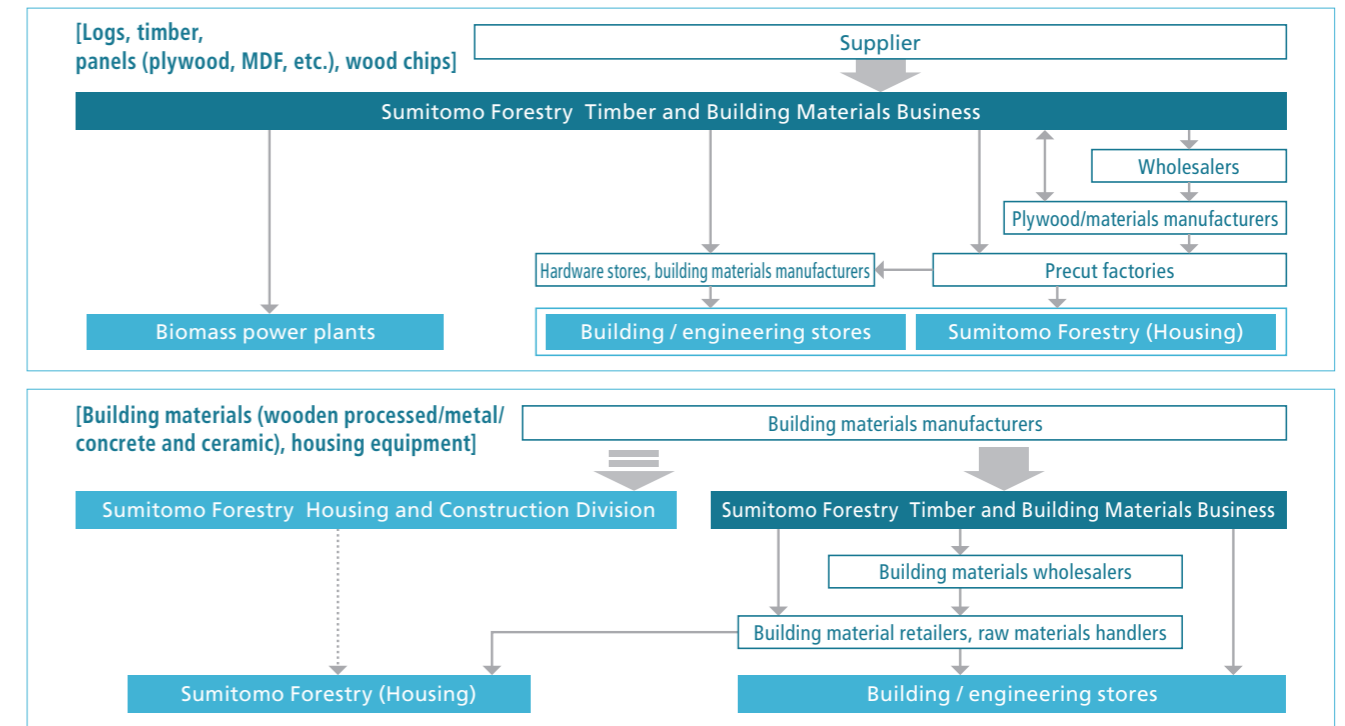 [Logs, timber,
panels (plywood, MDF, etc.), wood chips]
Supplier
Sumitomo Forestry Timber and Building Materials Business
Wholesalers
Plywood/materials manufacturers
Hardware stores, building materials manufacturers
Precut factories
Biomass power plants
Building / engineering stores
Sumitomo Forestry (Housing)
[Building materials (wooden processed/metal/
concrete and ceramic), housing equipment]
Building materials manufacturers
Sumitomo Forestry Housing and Construction Division
Sumitomo Forestry Timber and Building Materials Business
Building materials wholesalers
Building material retailers, raw materials handlers
Sumitomo Forestry (Housing)
Building / engineering stores